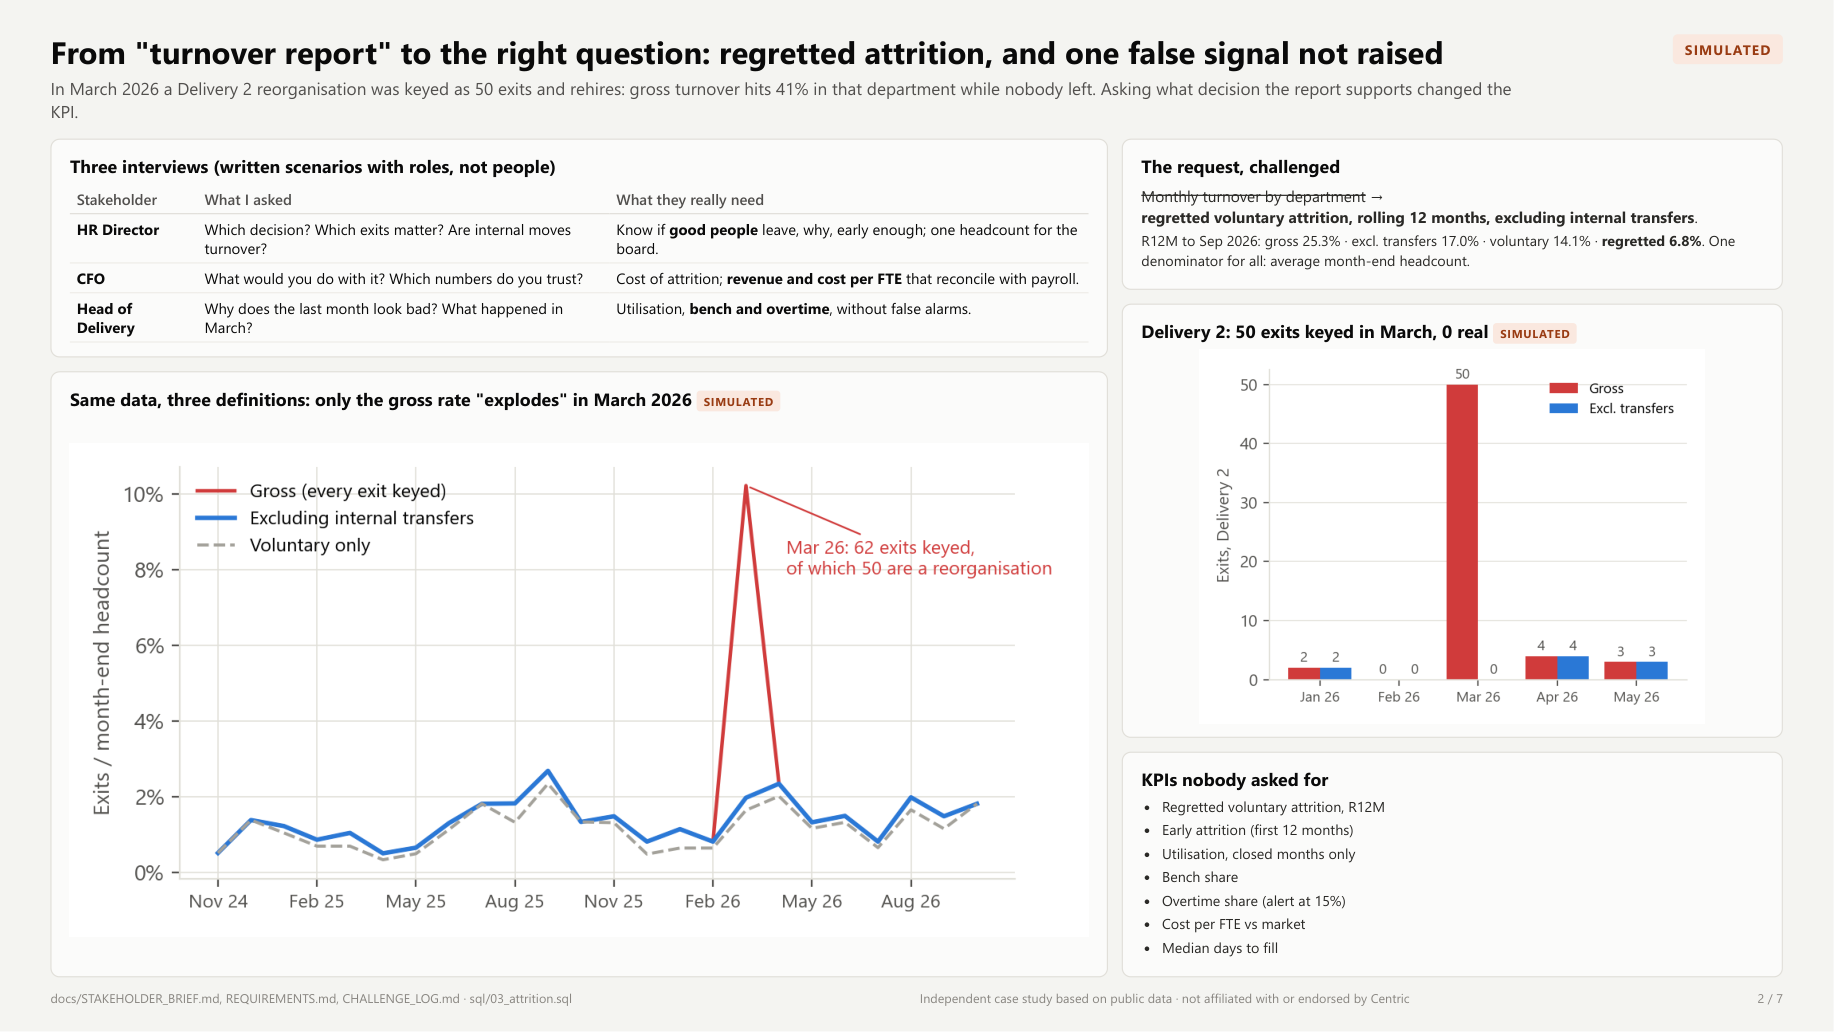 From "turnover report" to the right question: regretted attrition, and one false signal not raised
SIMULATED
In March 2026 a Delivery 2 reorganisation was keyed as 50 exits and rehires: gross turnover hits 41% in that department while nobody left. Asking what decision the report supports changed the
KPI.
Three interviews (written scenarios with roles, not people)
Stakeholder What I asked What they really need
HR Director Which decision? Which exits matter? Are internal moves turnover? Know if good people leave, why, early enough; one headcount for the board.
CFO What would you do with it? Which numbers do you trust? Cost of attrition; revenue and cost per FTE that reconcile with payroll.
Head of Delivery Why does the last month look bad? What happened in March? Utilisation, bench and overtime, without false alarms.
Same data, three definitions: only the gross rate "explodes" in March 2026 SIMULATED
Exits / month-end headcount
10%
8%
6%
4%
2%
0%
Gross (every exit keyed)
Excluding internal transfers
Voluntary only
Mar 26: 62 exits keyed,
of which 50 are a reorganisation
Nov 24 Feb 25 May 25 Aug 25 Nov 25 Feb 26 May 26 Aug 26
The request, challenged
Monthly turnover by department →
regretted voluntary attrition, rolling 12 months, excluding internal transfers.
R12M to Sep 2026: gross 25.3% · excl. transfers 17.0% · voluntary 14.1% · regretted 6.8%. One
denominator for all: average month-end headcount.
Delivery 2: 50 exits keyed in March, 0 real SIMULATED
Exits, Delivery 2
50
40
30
20
10
0
Gross
Excl. transfers
2 2 0 0 50 0 4 4 3 3
Jan 26 Feb 26 Mar 26 Apr 26 May 26
KPIs nobody asked for
• Regretted voluntary attrition, R12M
• Early attrition (first 12 months)
• Utilisation, closed months only
• Bench share
• Overtime share (alert at 15%)
• Cost per FTE vs market
• Median days to fill
docs/STAKEHOLDER_BRIEF.md, REQUIREMENTS.md, CHALLENGE_LOG.md · sql/03_attrition.sql
Independent case study based on public data · not affiliated with or endorsed by Centric
2 / 7